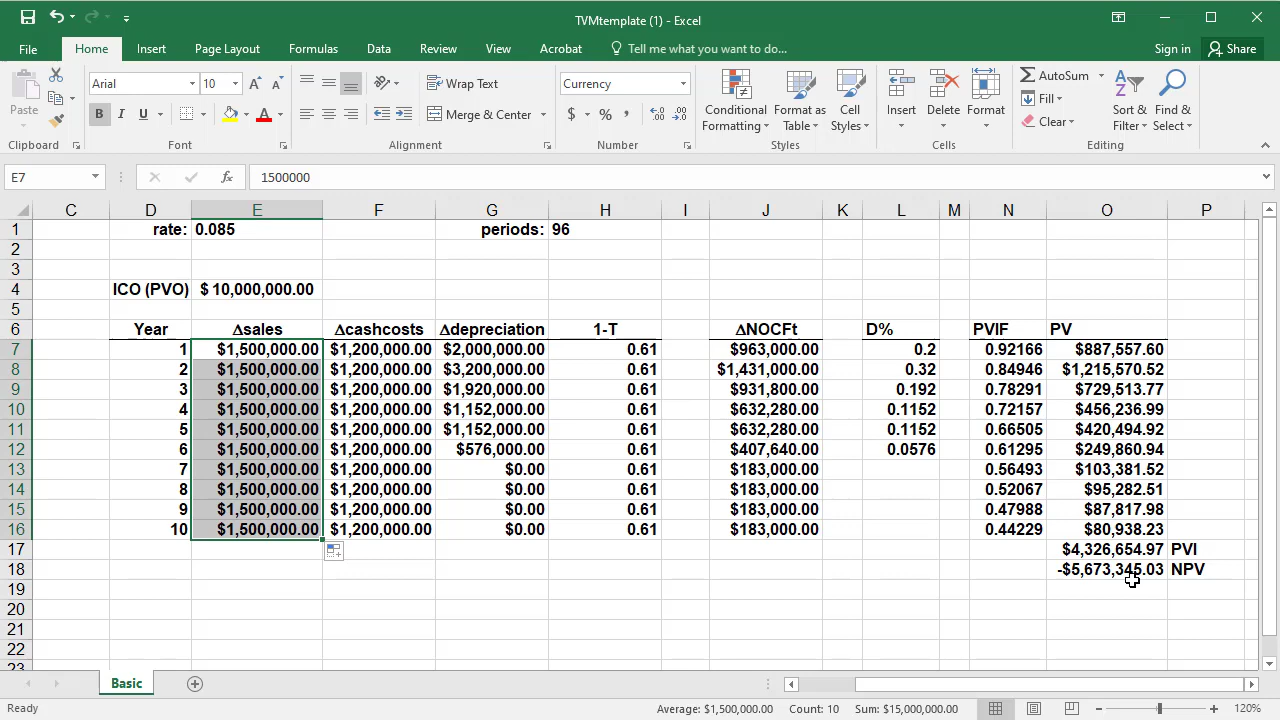 TVMtemplate (1) - Excel
File Home Insert Page Layout Formulas Data Review View Acrobat Tell me what you want to do... Sign in Share
Paste
Arial 10
B I U
Wrap Text
Merge & Center
Currency
$ % ,
Conditional Formatting
Format as Table
Cell Styles
Insert
Delete
Format
AutoSum
Fill
Clear
Sort & Filter
Find & Select
Clipboard Font Alignment Number Styles Cells Editing
E7 fx 1500000
C D E F G H I J K L M N O P
1 rate: 0.085 periods: 96
2
3
4 ICO (PVO) $ 10,000,000.00
5
6 Year Δsales Δcashcosts Δdepreciation 1-T ΔNOCFt D% PVIF PV
7 1 $1,500,000.00 $1,200,000.00 $2,000,000.00 0.61 $963,000.00 0.2 0.92166 $887,557.60
8 2 $1,500,000.00 $1,200,000.00 $3,200,000.00 0.61 $1,431,000.00 0.32 0.84946 $1,215,570.52
9 3 $1,500,000.00 $1,200,000.00 $1,920,000.00 0.61 $931,800.00 0.192 0.78291 $729,513.77
10 4 $1,500,000.00 $1,200,000.00 $1,152,000.00 0.61 $632,280.00 0.1152 0.72157 $456,236.99
11 5 $1,500,000.00 $1,200,000.00 $1,152,000.00 0.61 $632,280.00 0.1152 0.66505 $420,494.92
12 6 $1,500,000.00 $1,200,000.00 $576,000.00 0.61 $407,640.00 0.0576 0.61295 $249,860.94
13 7 $1,500,000.00 $1,200,000.00 $0.00 0.61 $183,000.00 0.56493 $103,381.52
14 8 $1,500,000.00 $1,200,000.00 $0.00 0.61 $183,000.00 0.52067 $95,282.51
15 9 $1,500,000.00 $1,200,000.00 $0.00 0.61 $183,000.00 0.47988 $87,817.98
16 10 $1,500,000.00 $1,200,000.00 $0.00 0.61 $183,000.00 0.44229 $80,938.23
17 $4,326,654.97 PVI
18 -$5,673,345.03 NPV
19
20
21
22
23
Basic
Ready Average: $1,500,000.00 Count: 10 Sum: $15,000,000.00 120%